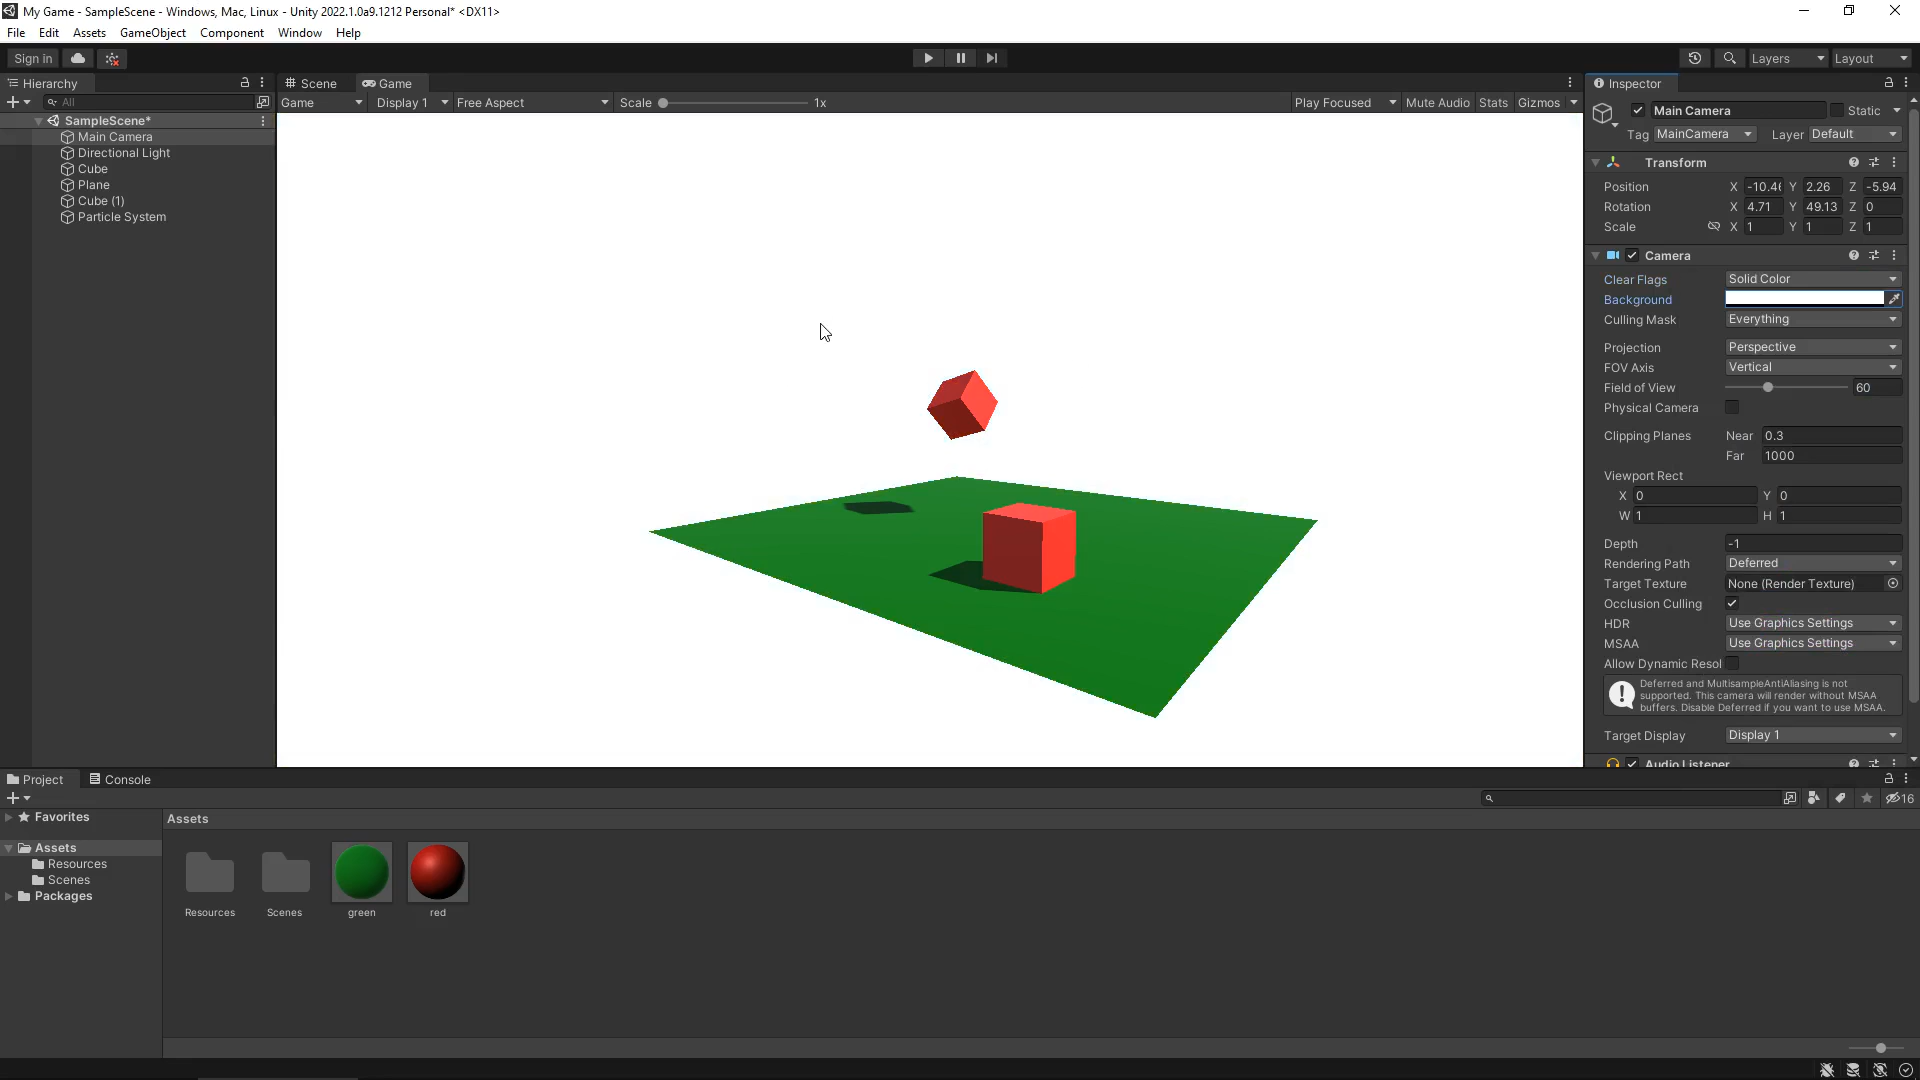 My Game - SampleScene - Windows, Mac, Linux - Unity 2022.1.0a9.1212 Personal* <DX11>
File Edit Assets GameObject Component Window Help
Sign in Layers Layout
Hierarchy
All
SampleScene*
Main Camera
Directional Light
Cube
Plane
Cube (1)
Particle System
Scene Game
Game Display 1 Free Aspect Scale 1x Play Focused Mute Audio Stats Gizmos
Inspector
Main Camera Static
Tag MainCamera Layer Default
Transform
Position X -10.46 Y 2.26 Z -5.94
Rotation X 4.71 Y 49.13 Z 0
Scale X 1 Y 1 Z 1
Camera
Clear Flags Solid Color
Background
Culling Mask Everything
Projection Perspective
FOV Axis Vertical
Field of View 60
Physical Camera
Clipping Planes Near 0.3
Far 1000
Viewport Rect
X 0 Y 0
W 1 H 1
Depth -1
Rendering Path Deferred
Target Texture None (Render Texture)
Occlusion Culling
HDR Use Graphics Settings
MSAA Use Graphics Settings
Allow Dynamic Resol
Deferred and MultisampleAntiAliasing is not
supported. This camera will render without MSAA
buffers. Disable Deferred if you want to use MSAA.
Target Display Display 1
Audio Listener
Project Console
16
Favorites
Assets
Resources
Scenes
Packages
Assets
Resources Scenes green red